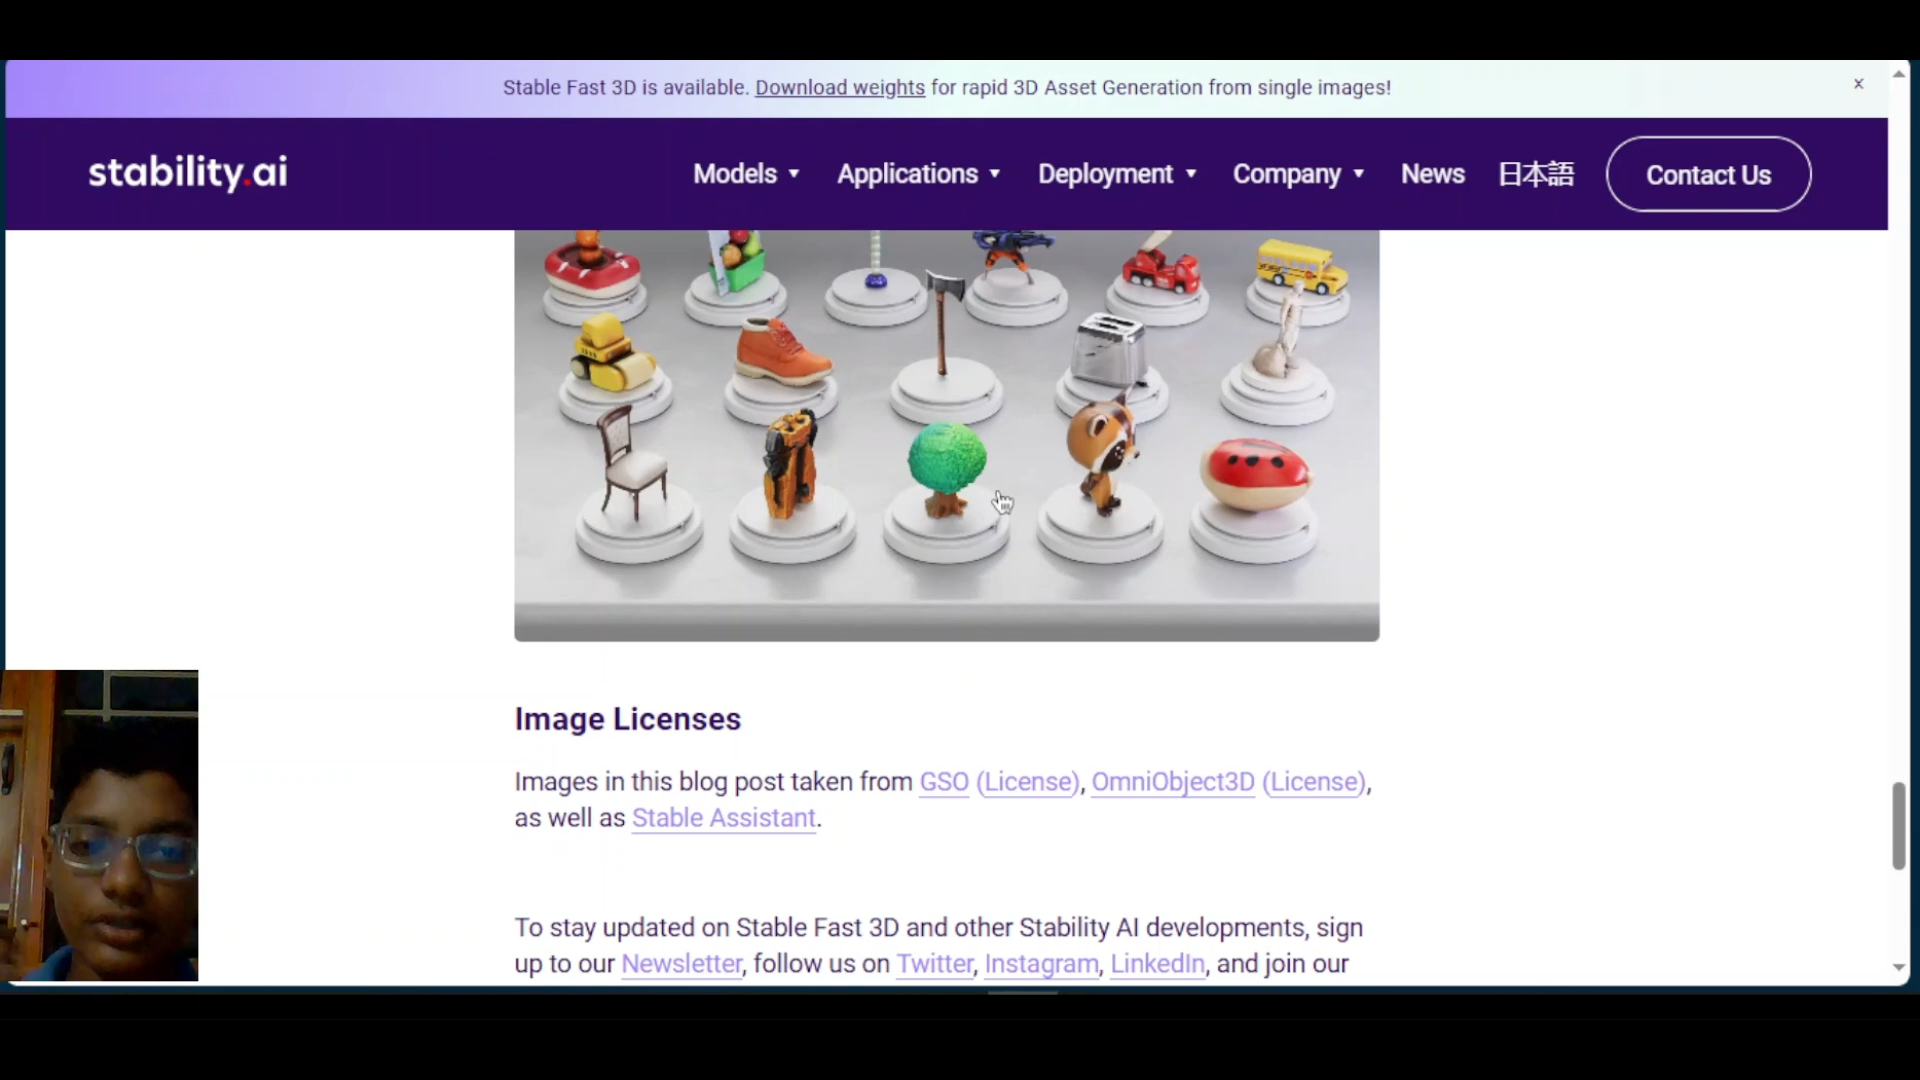 Stable Fast 3D is available. Download weights for rapid 3D Asset Generation from single images!
x
stability.ai
Models
Applications
Deployment
Company
News
日本語
Contact Us
Image Licenses
Images in this blog post taken from GSO (License), OmniObject3D (License),
as well as Stable Assistant.
To stay updated on Stable Fast 3D and other Stability AI developments, sign
up to our Newsletter, follow us on Twitter, Instagram, LinkedIn, and join our